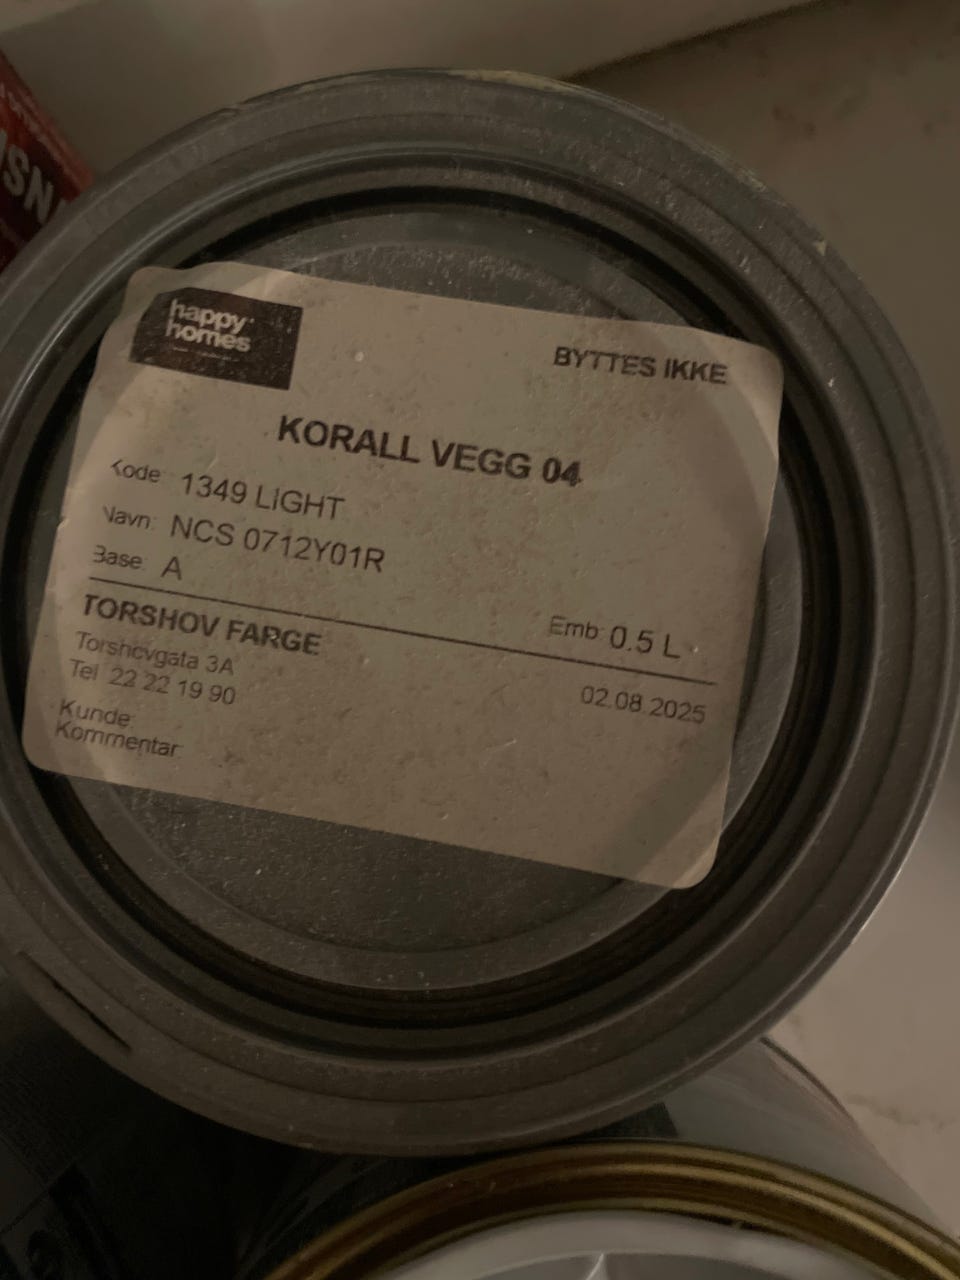 happy
homes
BYTTES IKKE
KORALL VEGG 04
Kode: 1349 LIGHT
Navn: NCS 0712Y01R
Base: A
Emb: 0.5 L
TORSHOV FARGE
Torshovgata 3A
02.08.2025
Tel 22 22 19 90
Kunde:
Kommentar: